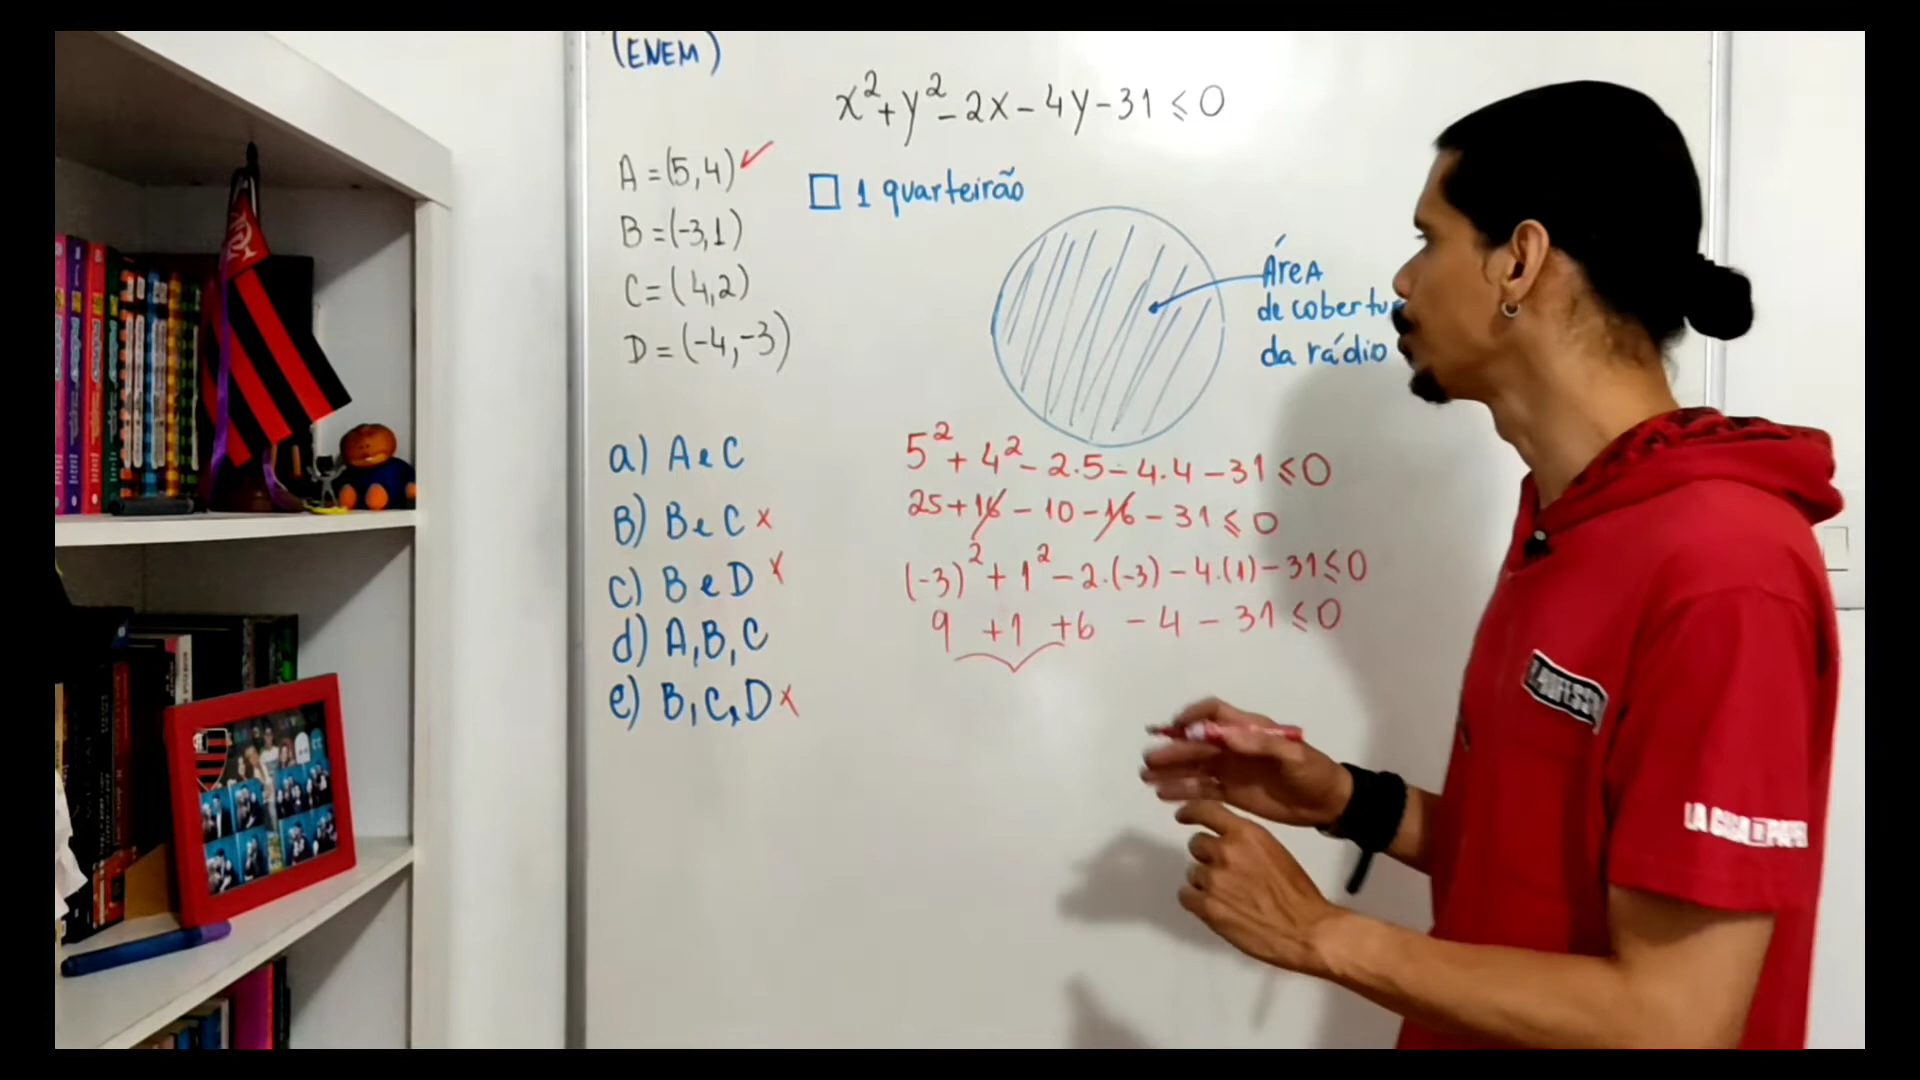 (ENEM)
x²+y²-2x-4y-31≤0
A=(5,4)✓
□ 1 quarteirão
B=(-3,1)
C=(4,2)
D=(-4,-3)
Área
de cobertu
da rádio
a) A e C
B) B e C x
c) B e D x
d) A,B,C
e) B,C,D x
5²+4²-2.5-4.4-31≤0
25+16-10-16-31≤0
(-3)²+1²-2.(-3)-4.(1)-31≤0
9+1+6-4-31≤0